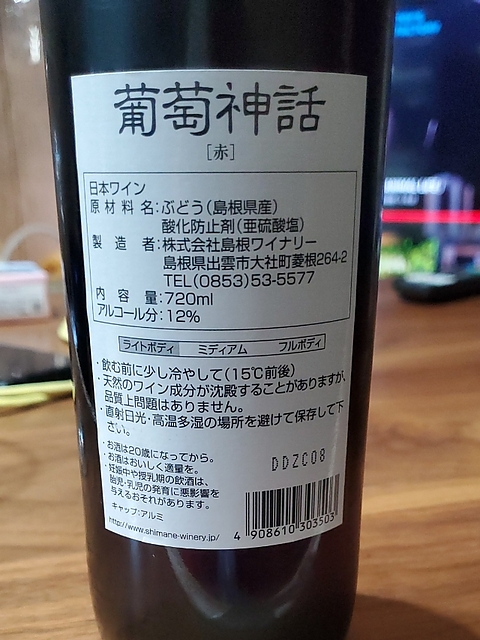 葡萄神話
[赤]
日本ワイン
原材料名:ぶどう(島根県産)
酸化防止剤(亜硫酸塩)
製造者:株式会社島根ワイナリー
島根県出雲市大社町菱根264-2
TEL(0853)53-5577
内容量:720ml
アルコール分:12%
ライトボディ ミディアム フルボディ
・飲む前に少し冷やして(15℃前後)
・天然のワイン成分が沈殿することがありますが、
品質上問題はありません。
・直射日光・高温多湿の場所を避けて保存して下
さい。
・お酒は20歳になってから。
・お酒はおいしく適量を。
・妊娠中や授乳期の飲酒は、
胎児・乳児の発育に悪影響を
与えるおそれがあります。
キャップ:アルミ
http://www.shimane-winery.jp/
DDZC08
4 908610 303503